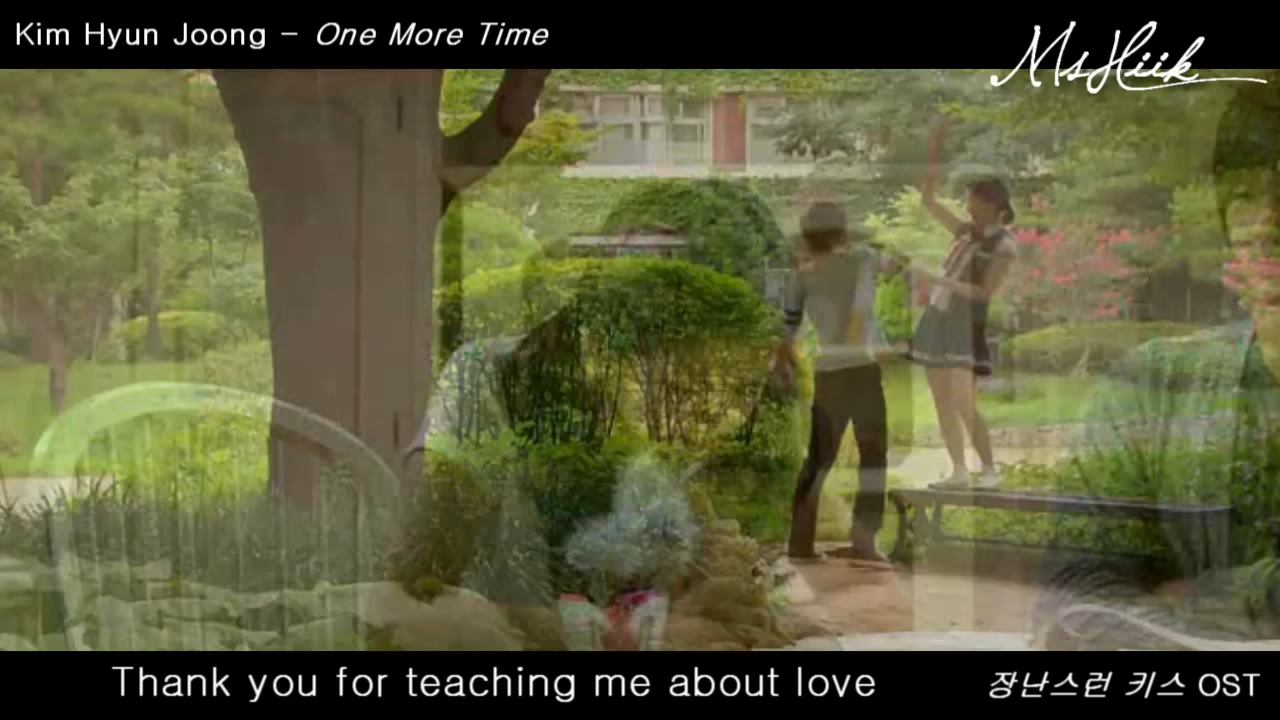 Kim Hyun Joong - One More Time
MsHiik
Thank you for teaching me about love
장난스런 키스 OST